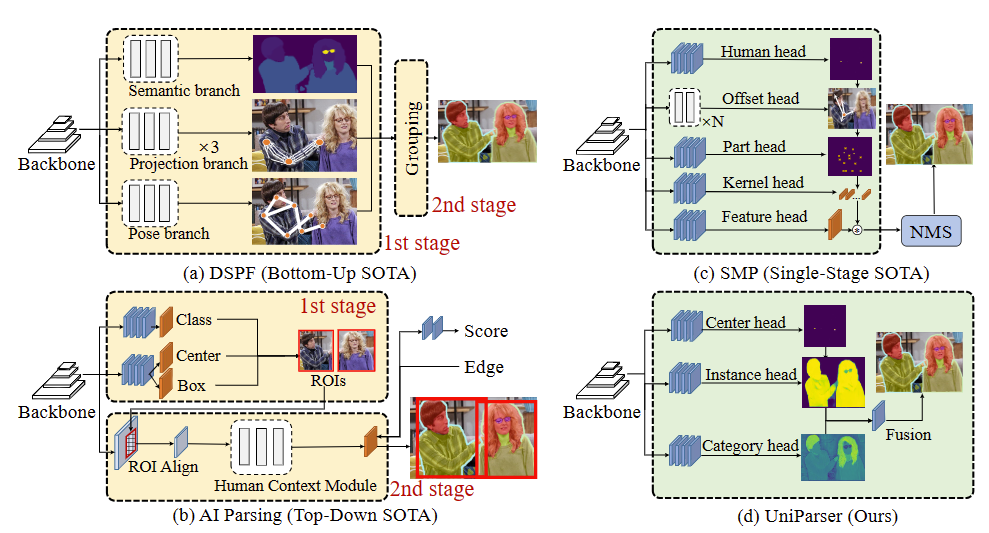 Semantic branch
×3
Projection branch
Backbone
Pose branch
Grouping
2nd stage
1st stage
(a) DSPF (Bottom-Up SOTA)
1st stage
Class
Center
Box
ROIs
Backbone
Score
Edge
ROI Align
Human Context Module
2nd stage
(b) AI Parsing (Top-Down SOTA)
Human head
Offset head
×N
Backbone
Part head
Kernel head
...
Feature head
*
NMS
(c) SMP (Single-Stage SOTA)
Center head
Instance head
Backbone
Category head
Fusion
(d) UniParser (Ours)